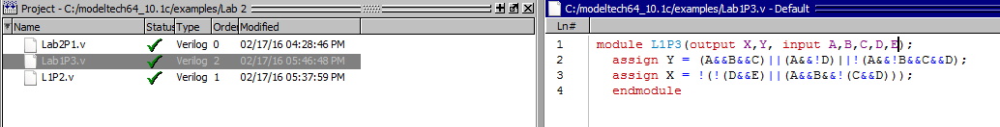 Project - C:/modeltech64_10.1c/examples/Lab 2
Name Status Type Order Modified
Lab2P1.v Verilog 0 02/17/16 04:28:46 PM
Lab1P3.v Verilog 2 02/17/16 05:46:48 PM
L1P2.v Verilog 1 02/17/16 05:37:59 PM
C:/modeltech64_10.1c/examples/Lab1P3.v - Default
Ln#
1 module L1P3(output X,Y, input A,B,C,D,E);
2 assign Y = (A&&B&&C)||(A&&!D)||!(A&&!B&&C&&D);
3 assign X = !(!(D&&E)||(A&&B&&!(C&&D)));
4 endmodule